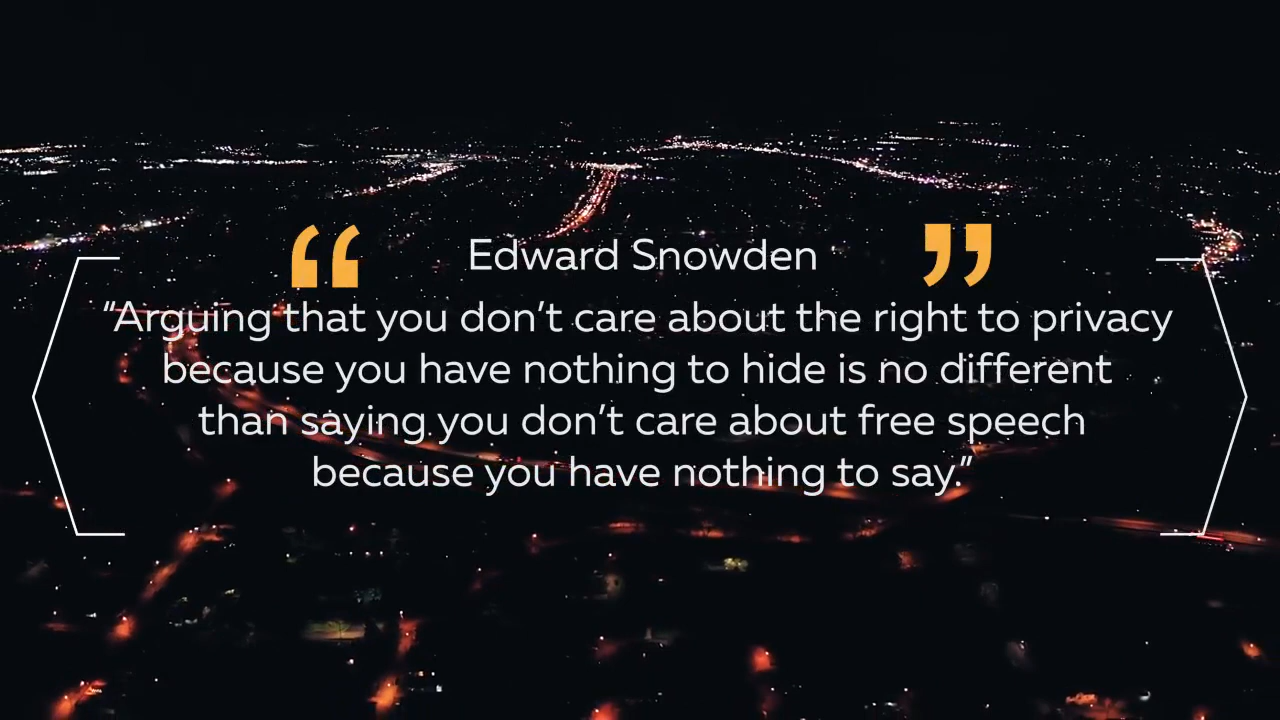 Edward Snowden
“Arguing that you don’t care about the right to privacy
because you have nothing to hide is no different
than saying you don’t care about free speech
because you have nothing to say.”